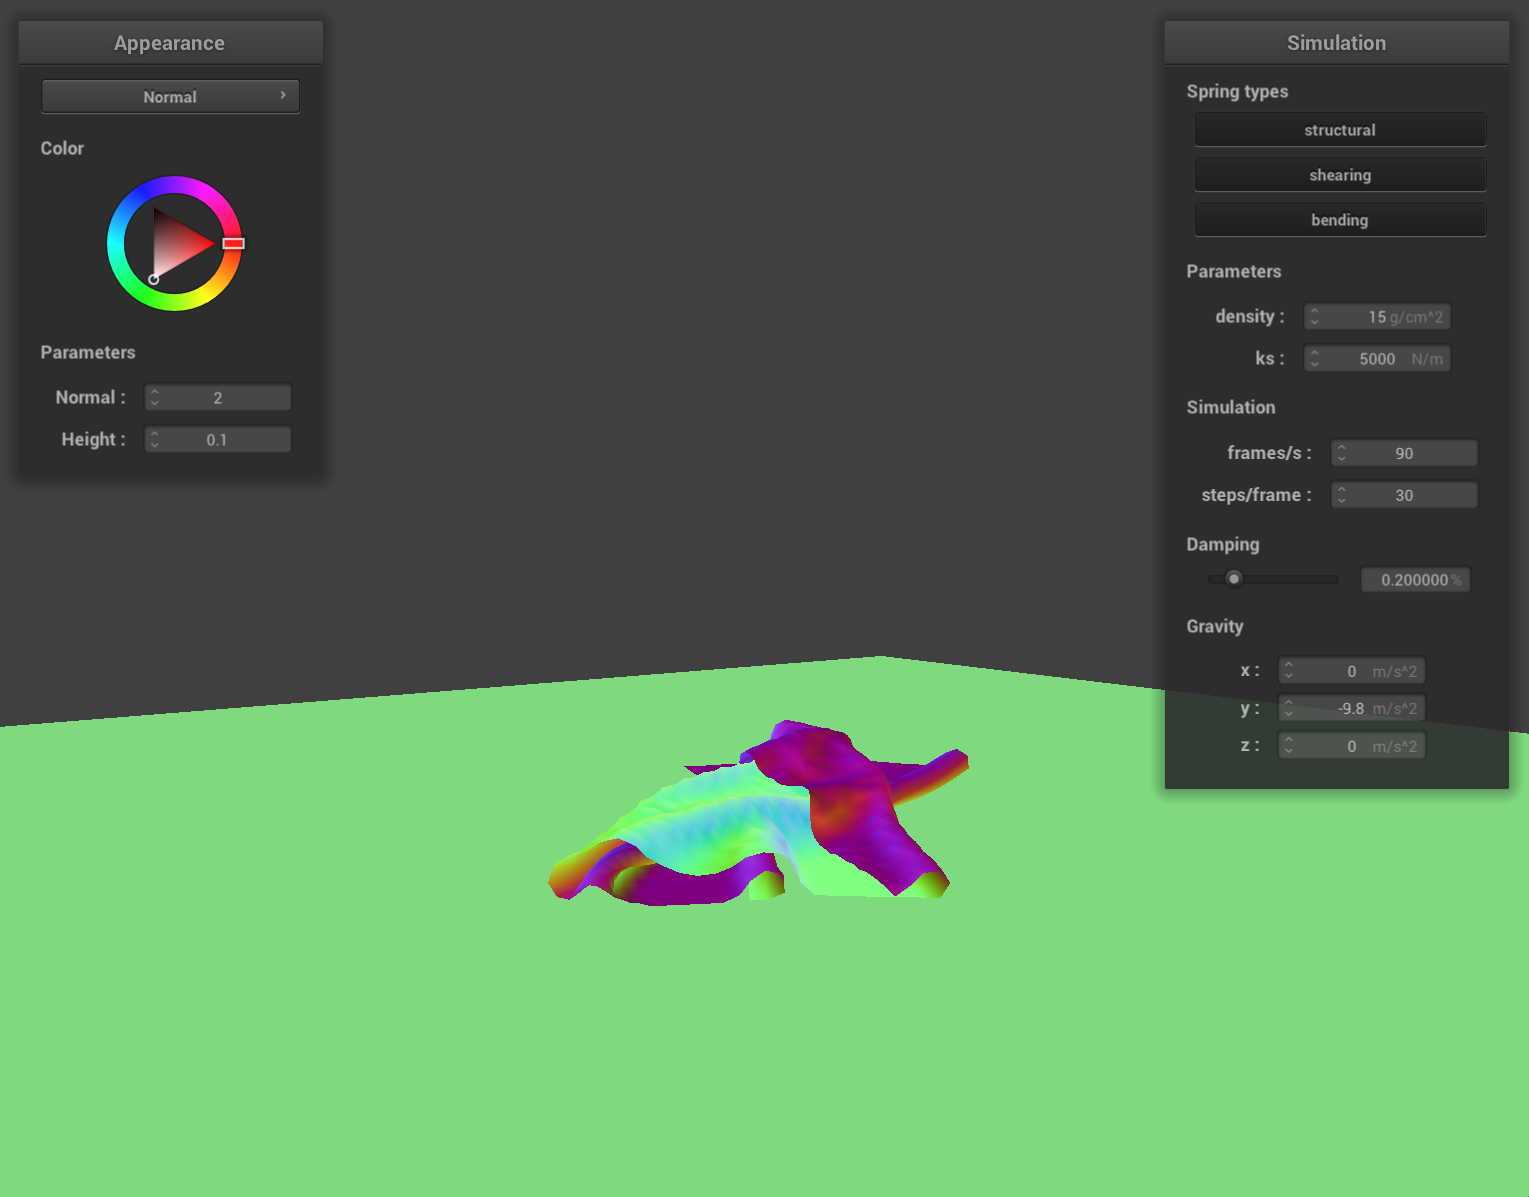 Appearance
Normal
Color
Parameters
Normal : 2
Height : 0.1
Simulation
Spring types
structural
shearing
bending
Parameters
density : 15 g/cm^2
ks : 5000 N/m
Simulation
frames/s : 90
steps/frame : 30
Damping
0.200000 %
Gravity
x : 0 m/s^2
y : -9.8 m/s^2
z : 0 m/s^2